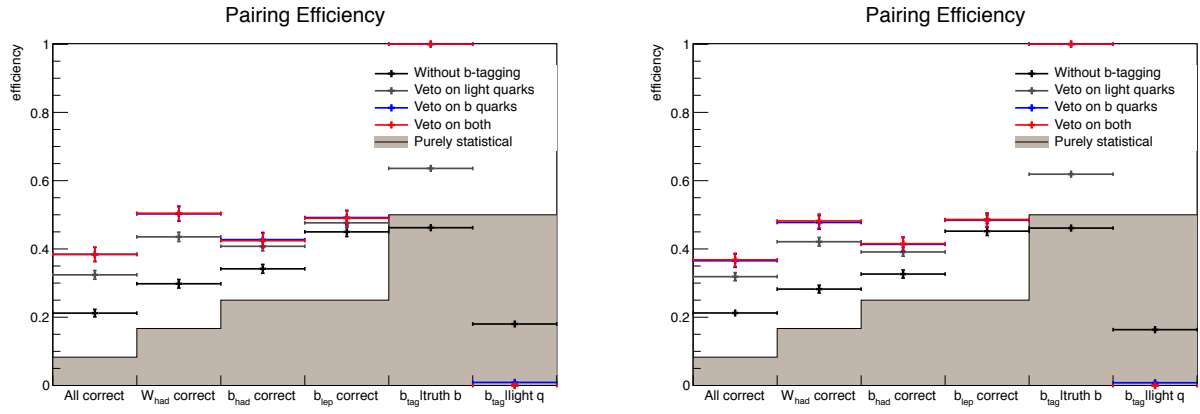 Pairing Efficiency
efficiency
1
0.8
0.6
0.4
0.2
0
Without b-tagging
Veto on light quarks
Veto on b quarks
Veto on both
Purely statistical
All correct W_had correct b_had correct b_lep correct b_tag|truth b b_tag|light q
Pairing Efficiency
efficiency
1
0.8
0.6
0.4
0.2
0
Without b-tagging
Veto on light quarks
Veto on b quarks
Veto on both
Purely statistical
All correct W_had correct b_had correct b_lep correct b_tag|truth b b_tag|light q